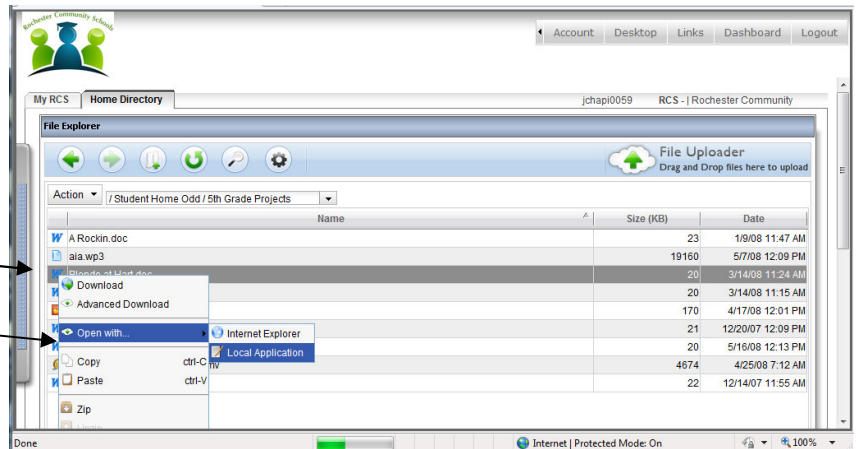 Rochester Community Schools
Account Desktop Links Dashboard Logout
My RCS Home Directory jchapi0059 RCS - | Rochester Community
File Explorer
File Uploader
Drag and Drop files here to upload
Action / Student Home Odd / 5th Grade Projects
Name Size (KB) Date
A Rockin.doc 23 1/9/08 11:47 AM
aia.wp3 19160 5/7/08 12:09 PM
Blonde at Hart.doc 20 3/14/08 11:24 AM
Download 20 3/14/08 11:15 AM
Advanced Download 170 4/17/08 12:01 PM
Open with... Internet Explorer 21 12/20/07 12:09 PM
Local Application 20 5/16/08 12:13 PM
Copy ctrl-C 4674 4/25/08 7:12 AM
Paste ctrl-V 22 12/14/07 11:55 AM
Zip
Done Internet | Protected Mode: On 100%